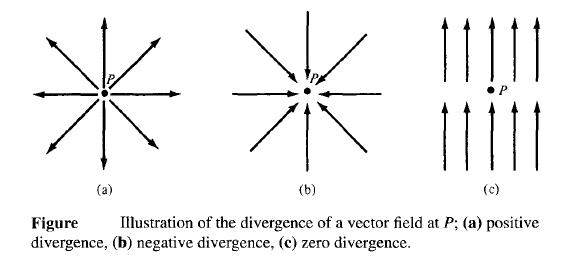 P
P
P
(a)
(b)
(c)
Figure Illustration of the divergence of a vector field at P; (a) positive
divergence, (b) negative divergence, (c) zero divergence.